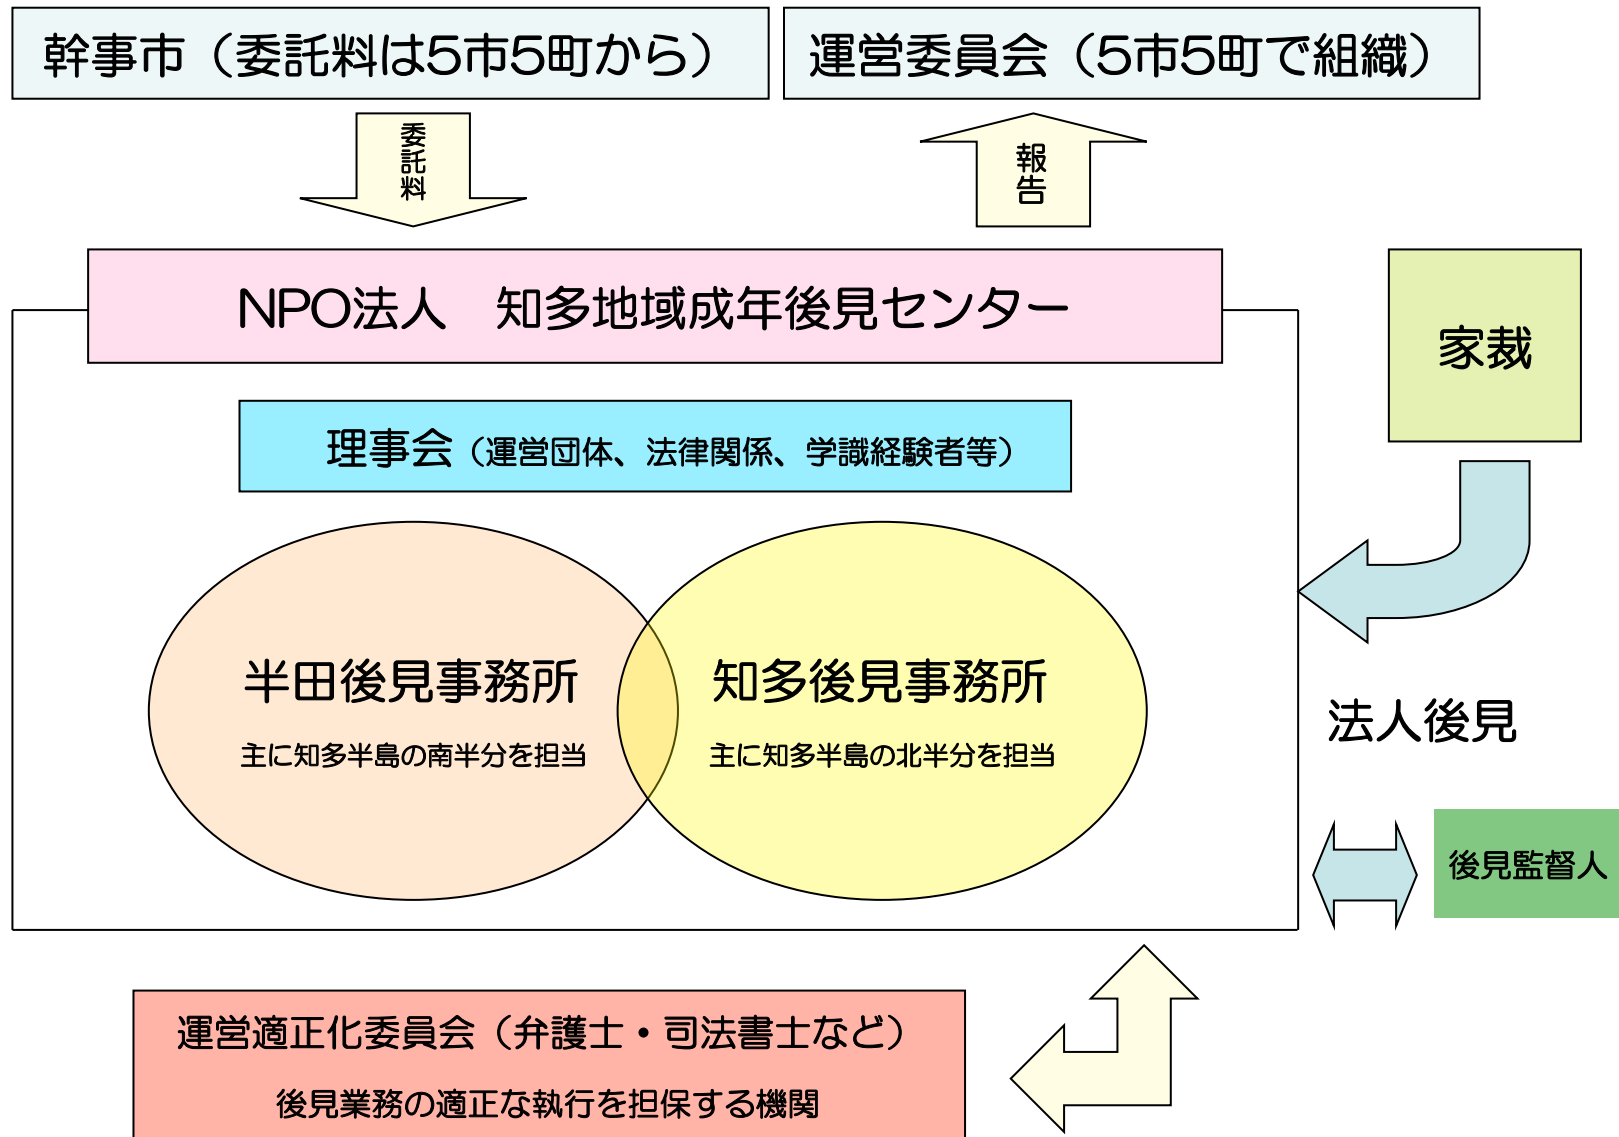 幹事市（委託料は5市5町から）
運営委員会（5市5町で組織）
委託料
報告
NPO法人　知多地域成年後見センター
家裁
理事会（運営団体、法律関係、学識経験者等）
半田後見事務所
主に知多半島の南半分を担当
知多後見事務所
主に知多半島の北半分を担当
法人後見
後見監督人
運営適正化委員会（弁護士・司法書士など）
後見業務の適正な執行を担保する機関